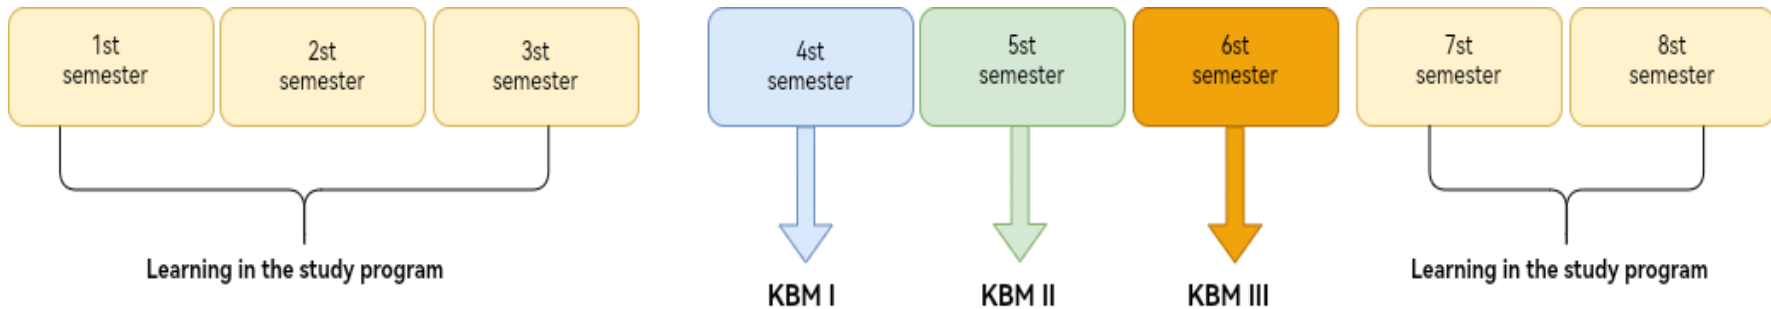 1st
semester
2st
semester
3st
semester
4st
semester
5st
semester
6st
semester
7st
semester
8st
semester
Learning in the study program
KBM I
KBM II
KBM III
Learning in the study program